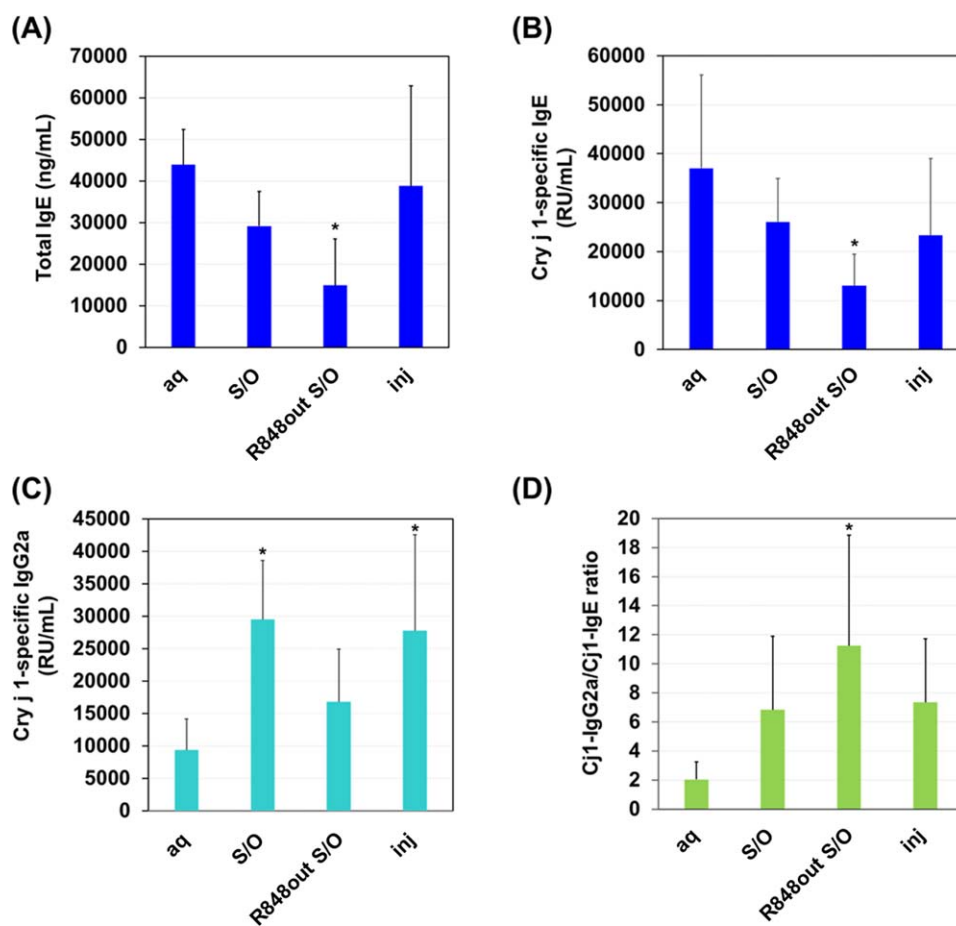 (A)
Total IgE (ng/mL)
70000
60000
50000
40000
30000
20000
10000
0
*
aq
S/O
R848out S/O
inj
(B)
Cry j 1-specific IgE
(RU/mL)
60000
50000
40000
30000
20000
10000
0
*
aq
S/O
R848out S/O
inj
(C)
Cry j 1-specific IgG2a
(RU/mL)
45000
40000
35000
30000
25000
20000
15000
10000
5000
0
*
*
aq
S/O
R848out S/O
inj
(D)
Cj1-IgG2a/Cj1-IgE ratio
20
18
16
14
12
10
8
6
4
2
0
*
aq
S/O
R848out S/O
inj